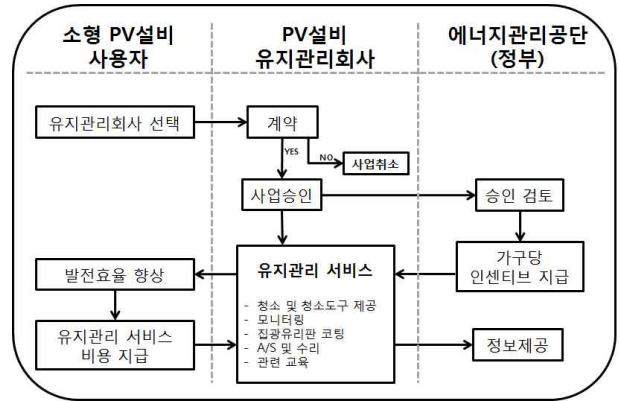 소형 PV설비
사용자
PV설비
유지관리회사
에너지관리공단
(정부)
유지관리회사 선택
계약
YES
NO
사업취소
사업승인
승인 검토
가구당
인센티브 지급
유지관리 서비스
- 청소 및 청소도구 제공
- 모니터링
- 집광유리판 코팅
- A/S 및 수리
- 관련 교육
발전효율 향상
유지관리 서비스
비용 지급
정보제공